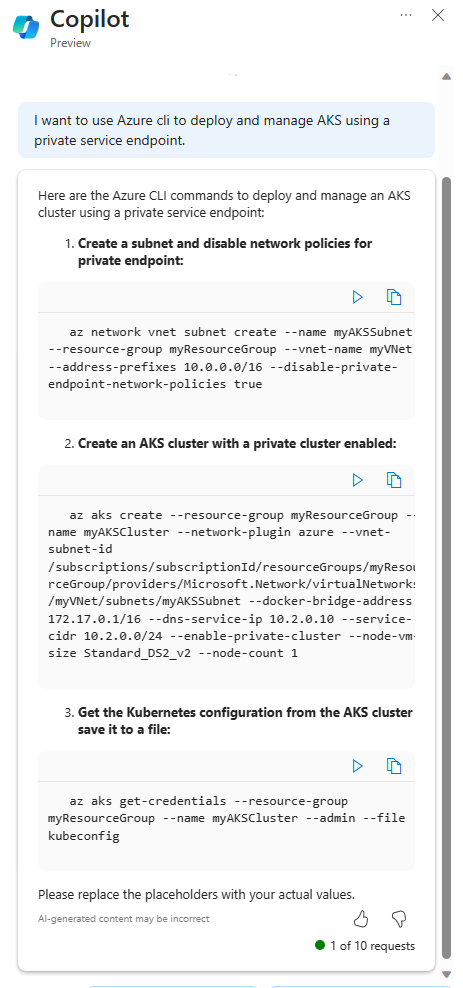 Copilot
Preview
I want to use Azure cli to deploy and manage AKS using a
private service endpoint.
Here are the Azure CLI commands to deploy and manage an AKS
cluster using a private service endpoint:
1. Create a subnet and disable network policies for
private endpoint:
az network vnet subnet create --name myAKSSubnet
--resource-group myResourceGroup --vnet-name myVNet
--address-prefixes 10.0.0.0/16 --disable-private-
endpoint-network-policies true
2. Create an AKS cluster with a private cluster enabled:
az aks create --resource-group myResourceGroup --
name myAKSCluster --network-plugin azure --vnet-
subnet-id
/subscriptions/subscriptionId/resourceGroups/myResou
rceGroup/providers/Microsoft.Network/virtualNetworks
/myVNet/subnets/myAKSSubnet --docker-bridge-address
172.17.0.1/16 --dns-service-ip 10.2.0.10 --service-
cidr 10.2.0.0/24 --enable-private-cluster --node-vm-
size Standard_DS2_v2 --node-count 1
3. Get the Kubernetes configuration from the AKS cluster
save it to a file:
az aks get-credentials --resource-group
myResourceGroup --name myAKSCluster --admin --file
kubeconfig
Please replace the placeholders with your actual values.
AI-generated content may be incorrect
1 of 10 requests